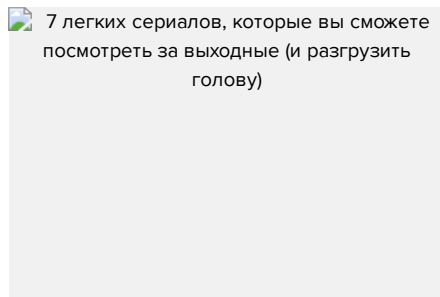 7 легких сериалов, которые вы сможете
посмотреть за выходные (и разгрузить
голову)